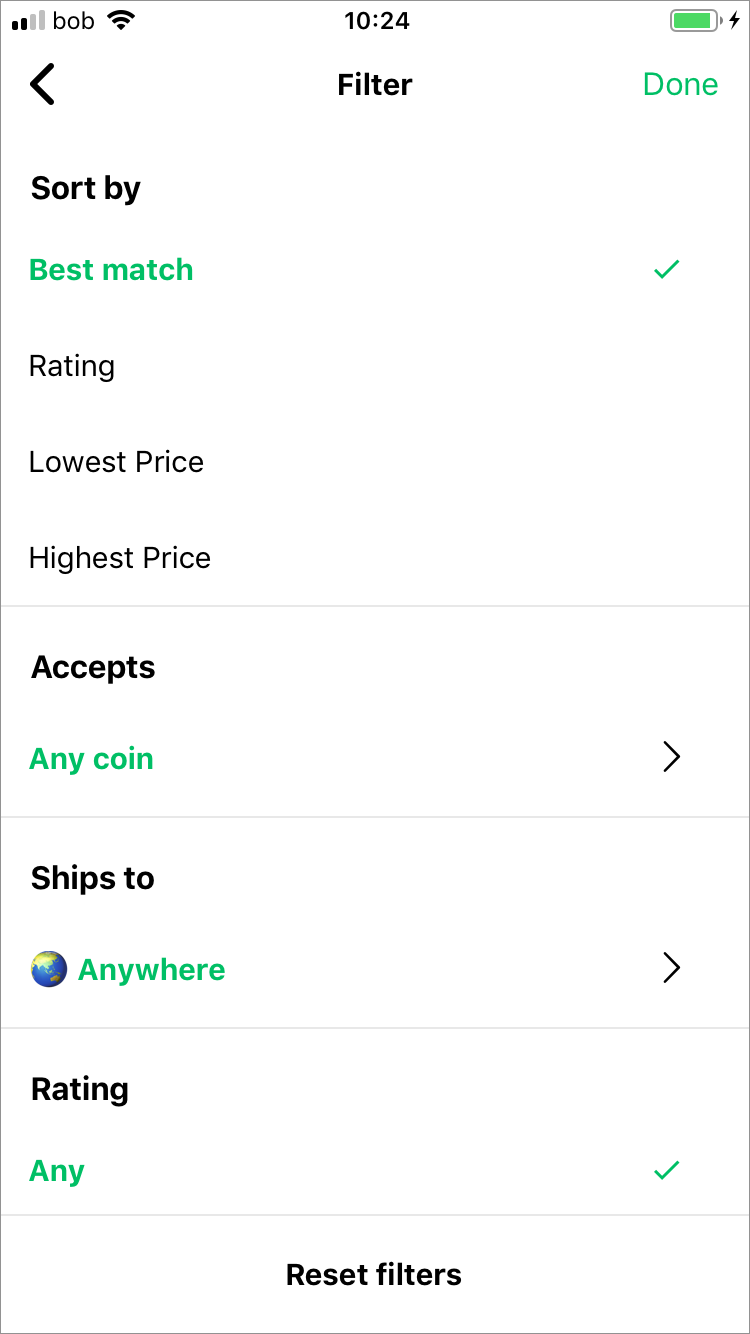 bob 10:24
Filter Done
Sort by
Best match
Rating
Lowest Price
Highest Price
Accepts
Any coin
Ships to
Anywhere
Rating
Any
Reset filters